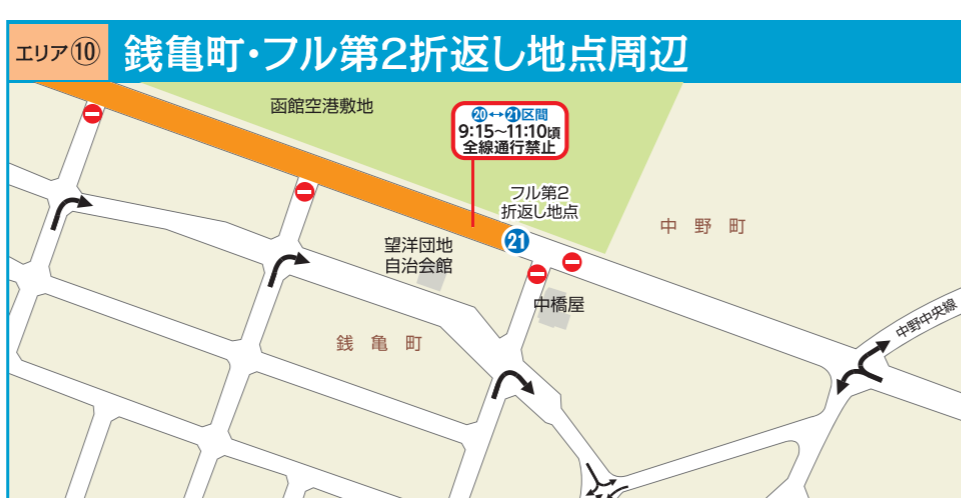 エリア⑩ 銭亀町・フル第2折返し地点周辺
函館空港敷地
⑳↔㉑区間
9:15~11:10頃
全線通行禁止
フル第2
折返し地点
㉑
中野町
望洋団地
自治会館
中橋屋
中野中央線
銭亀町